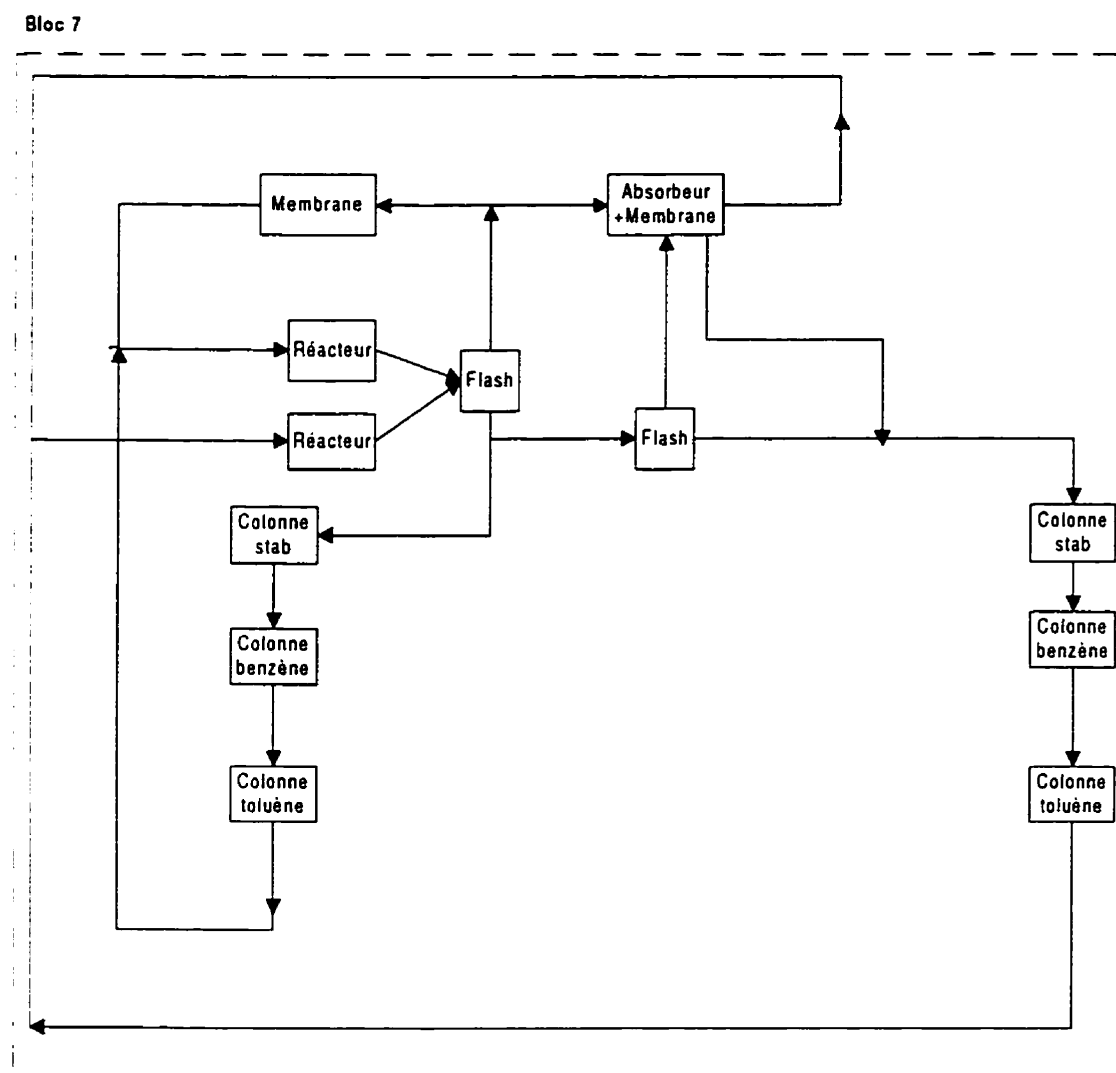 Bloc 7
Membrane
Absorbeur
+Membrane
Réacteur
Flash
Réacteur
Flash
Colonne
stab
Colonne
stab
Colonne
benzène
Colonne
benzène
Colonne
toluène
Colonne
toluène